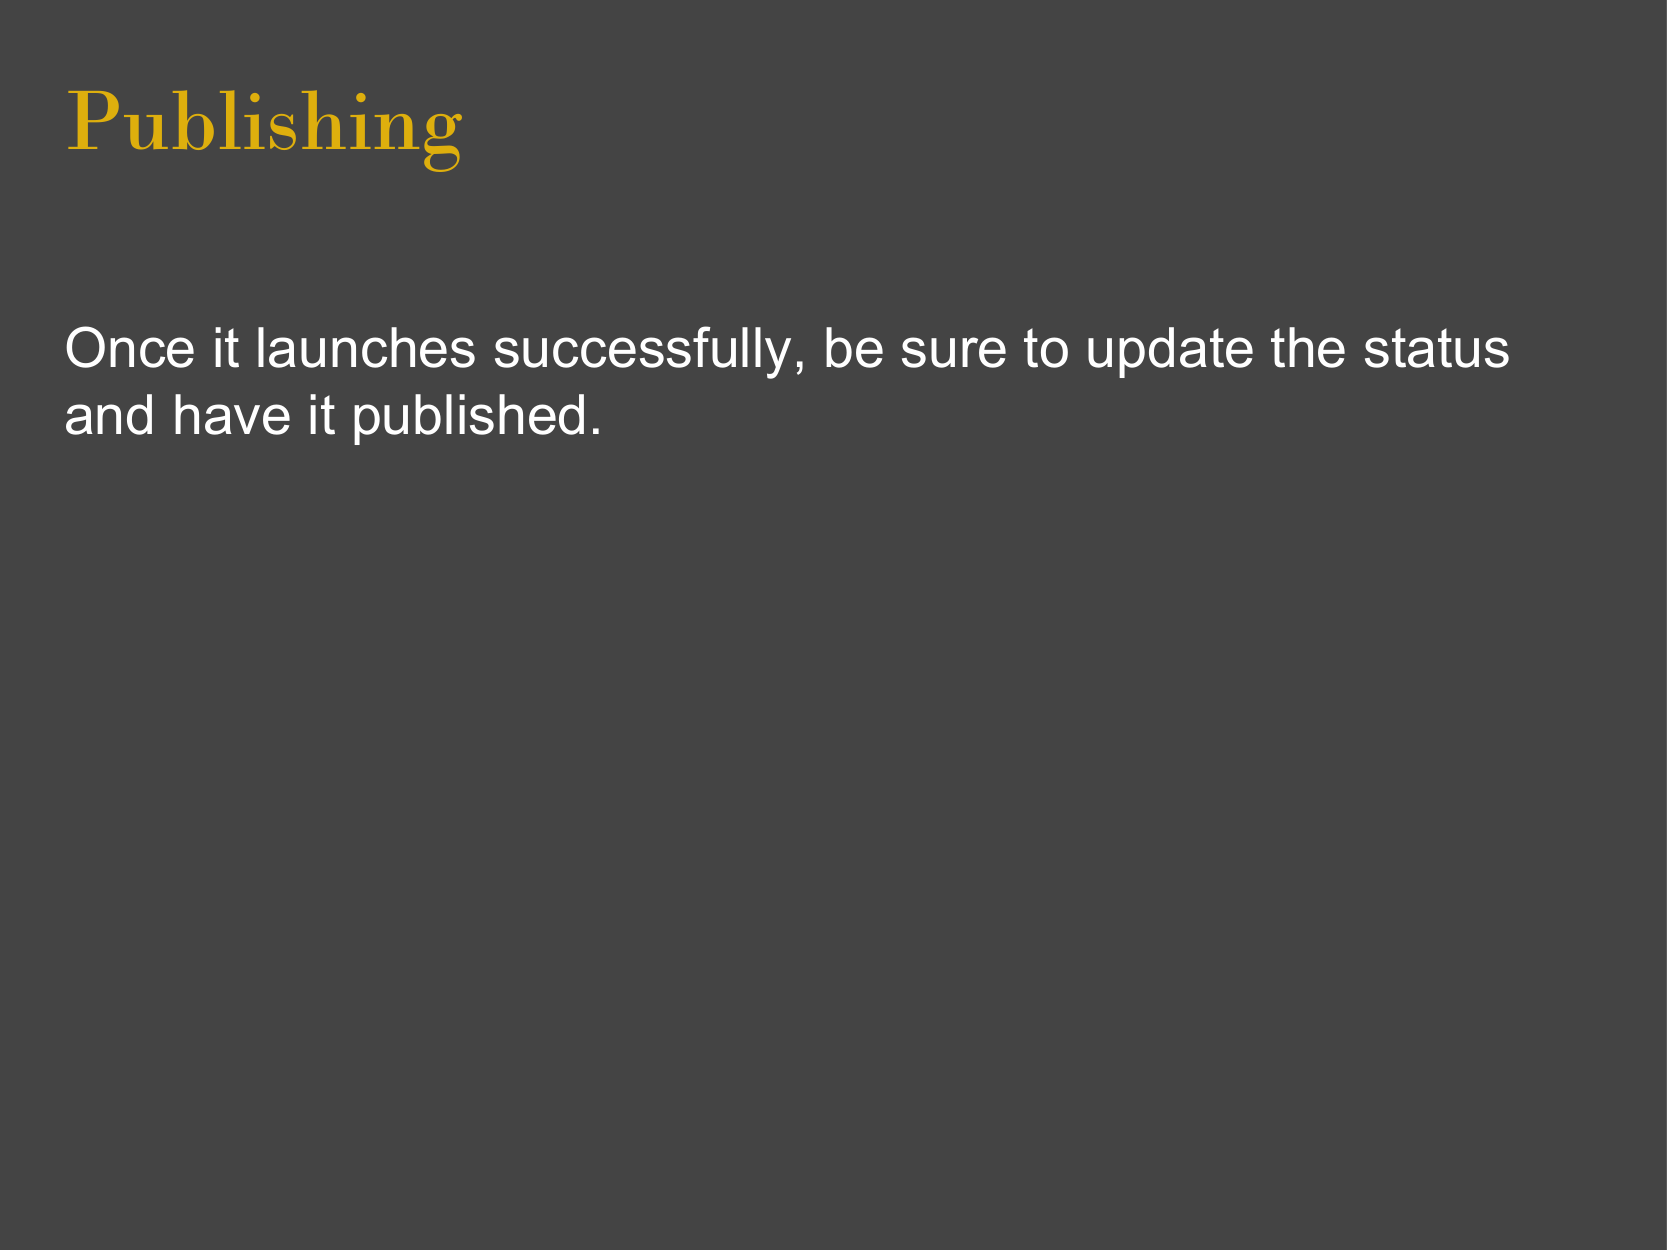 Publishing
Once it launches successfully, be sure to update the status
and have it published.